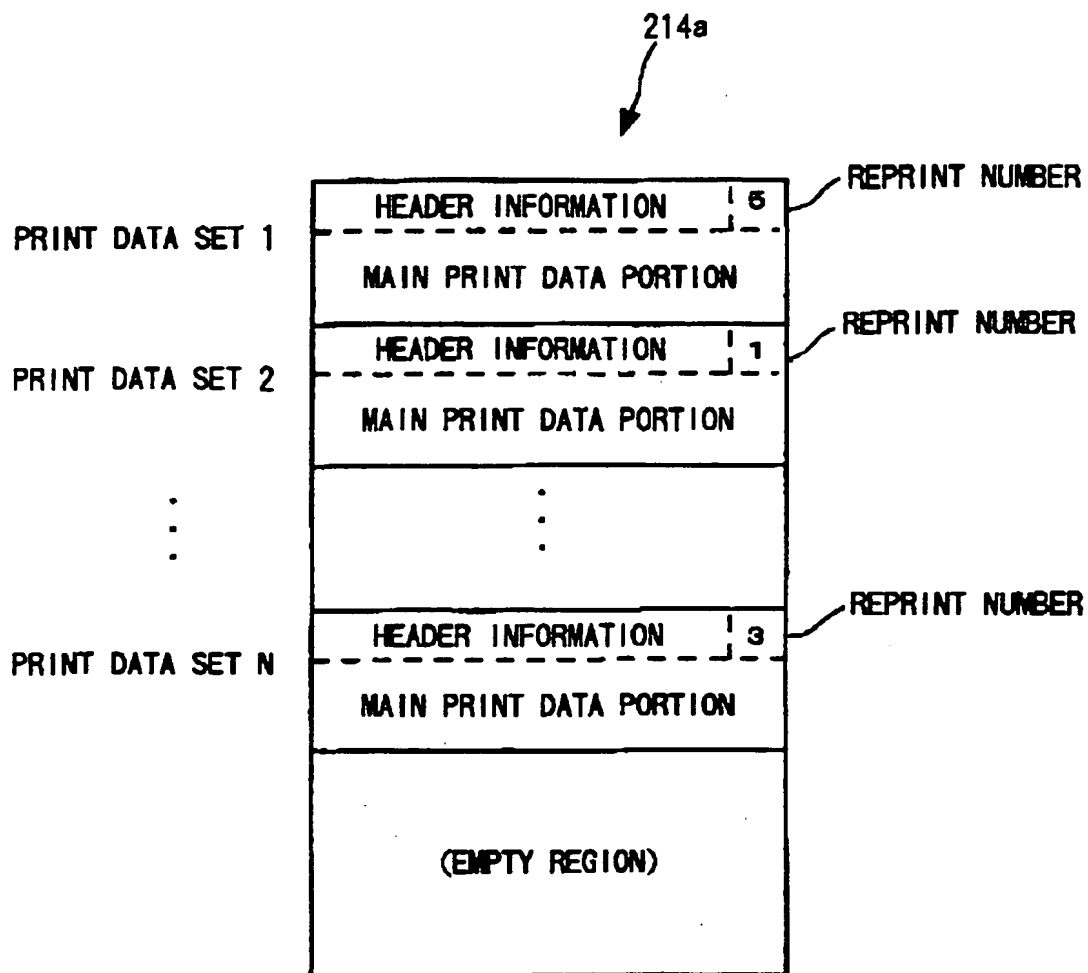 214a
HEADER INFORMATION 5 REPRINT NUMBER
PRINT DATA SET 1
MAIN PRINT DATA PORTION
HEADER INFORMATION 1 REPRINT NUMBER
PRINT DATA SET 2
MAIN PRINT DATA PORTION
HEADER INFORMATION 3 REPRINT NUMBER
PRINT DATA SET N
MAIN PRINT DATA PORTION
(EMPTY REGION)